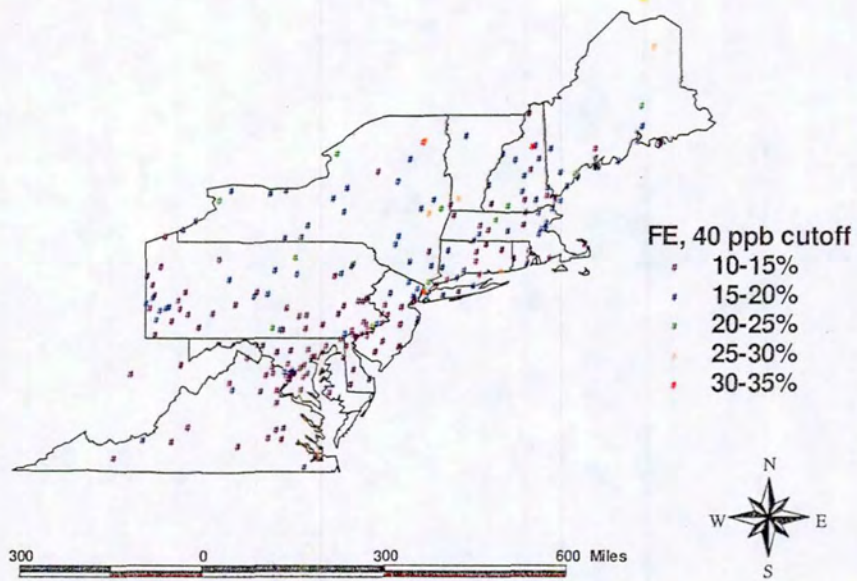 FE, 40 ppb cutoff
10-15%
15-20%
20-25%
25-30%
30-35%
N
W E
S
300 0 300 600 Miles